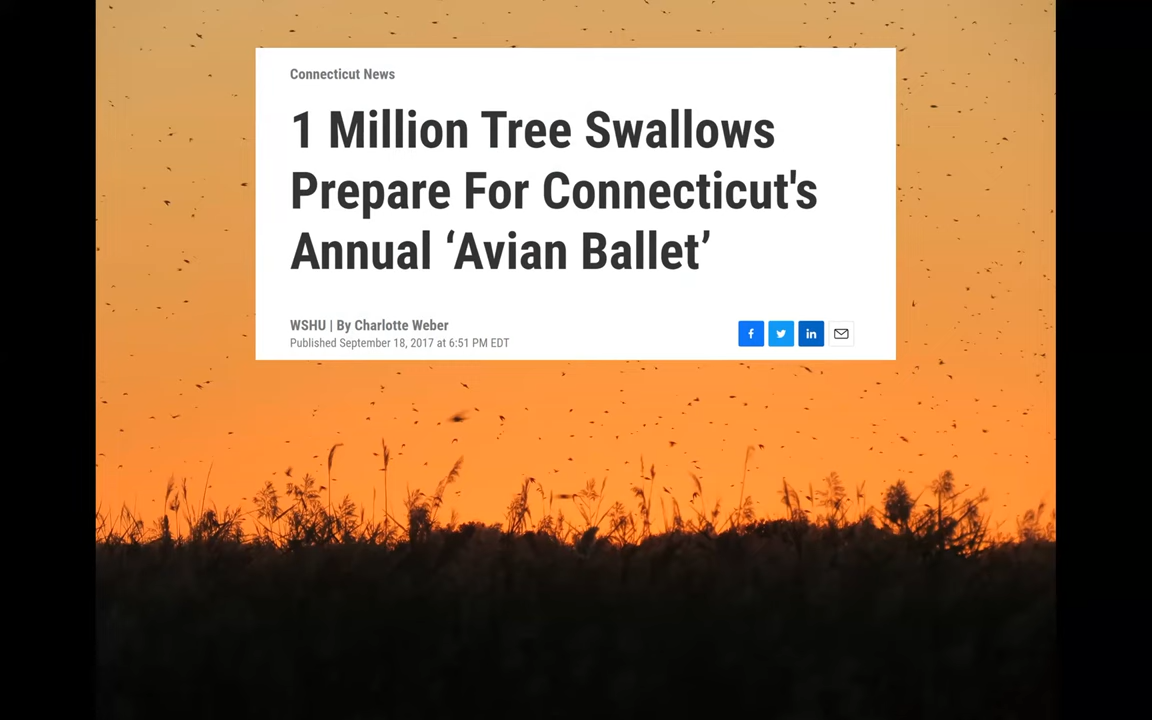 Connecticut News
1 Million Tree Swallows
Prepare For Connecticut's
Annual ‘Avian Ballet’
WSHU | By Charlotte Weber
Published September 18, 2017 at 6:51 PM EDT
f
in